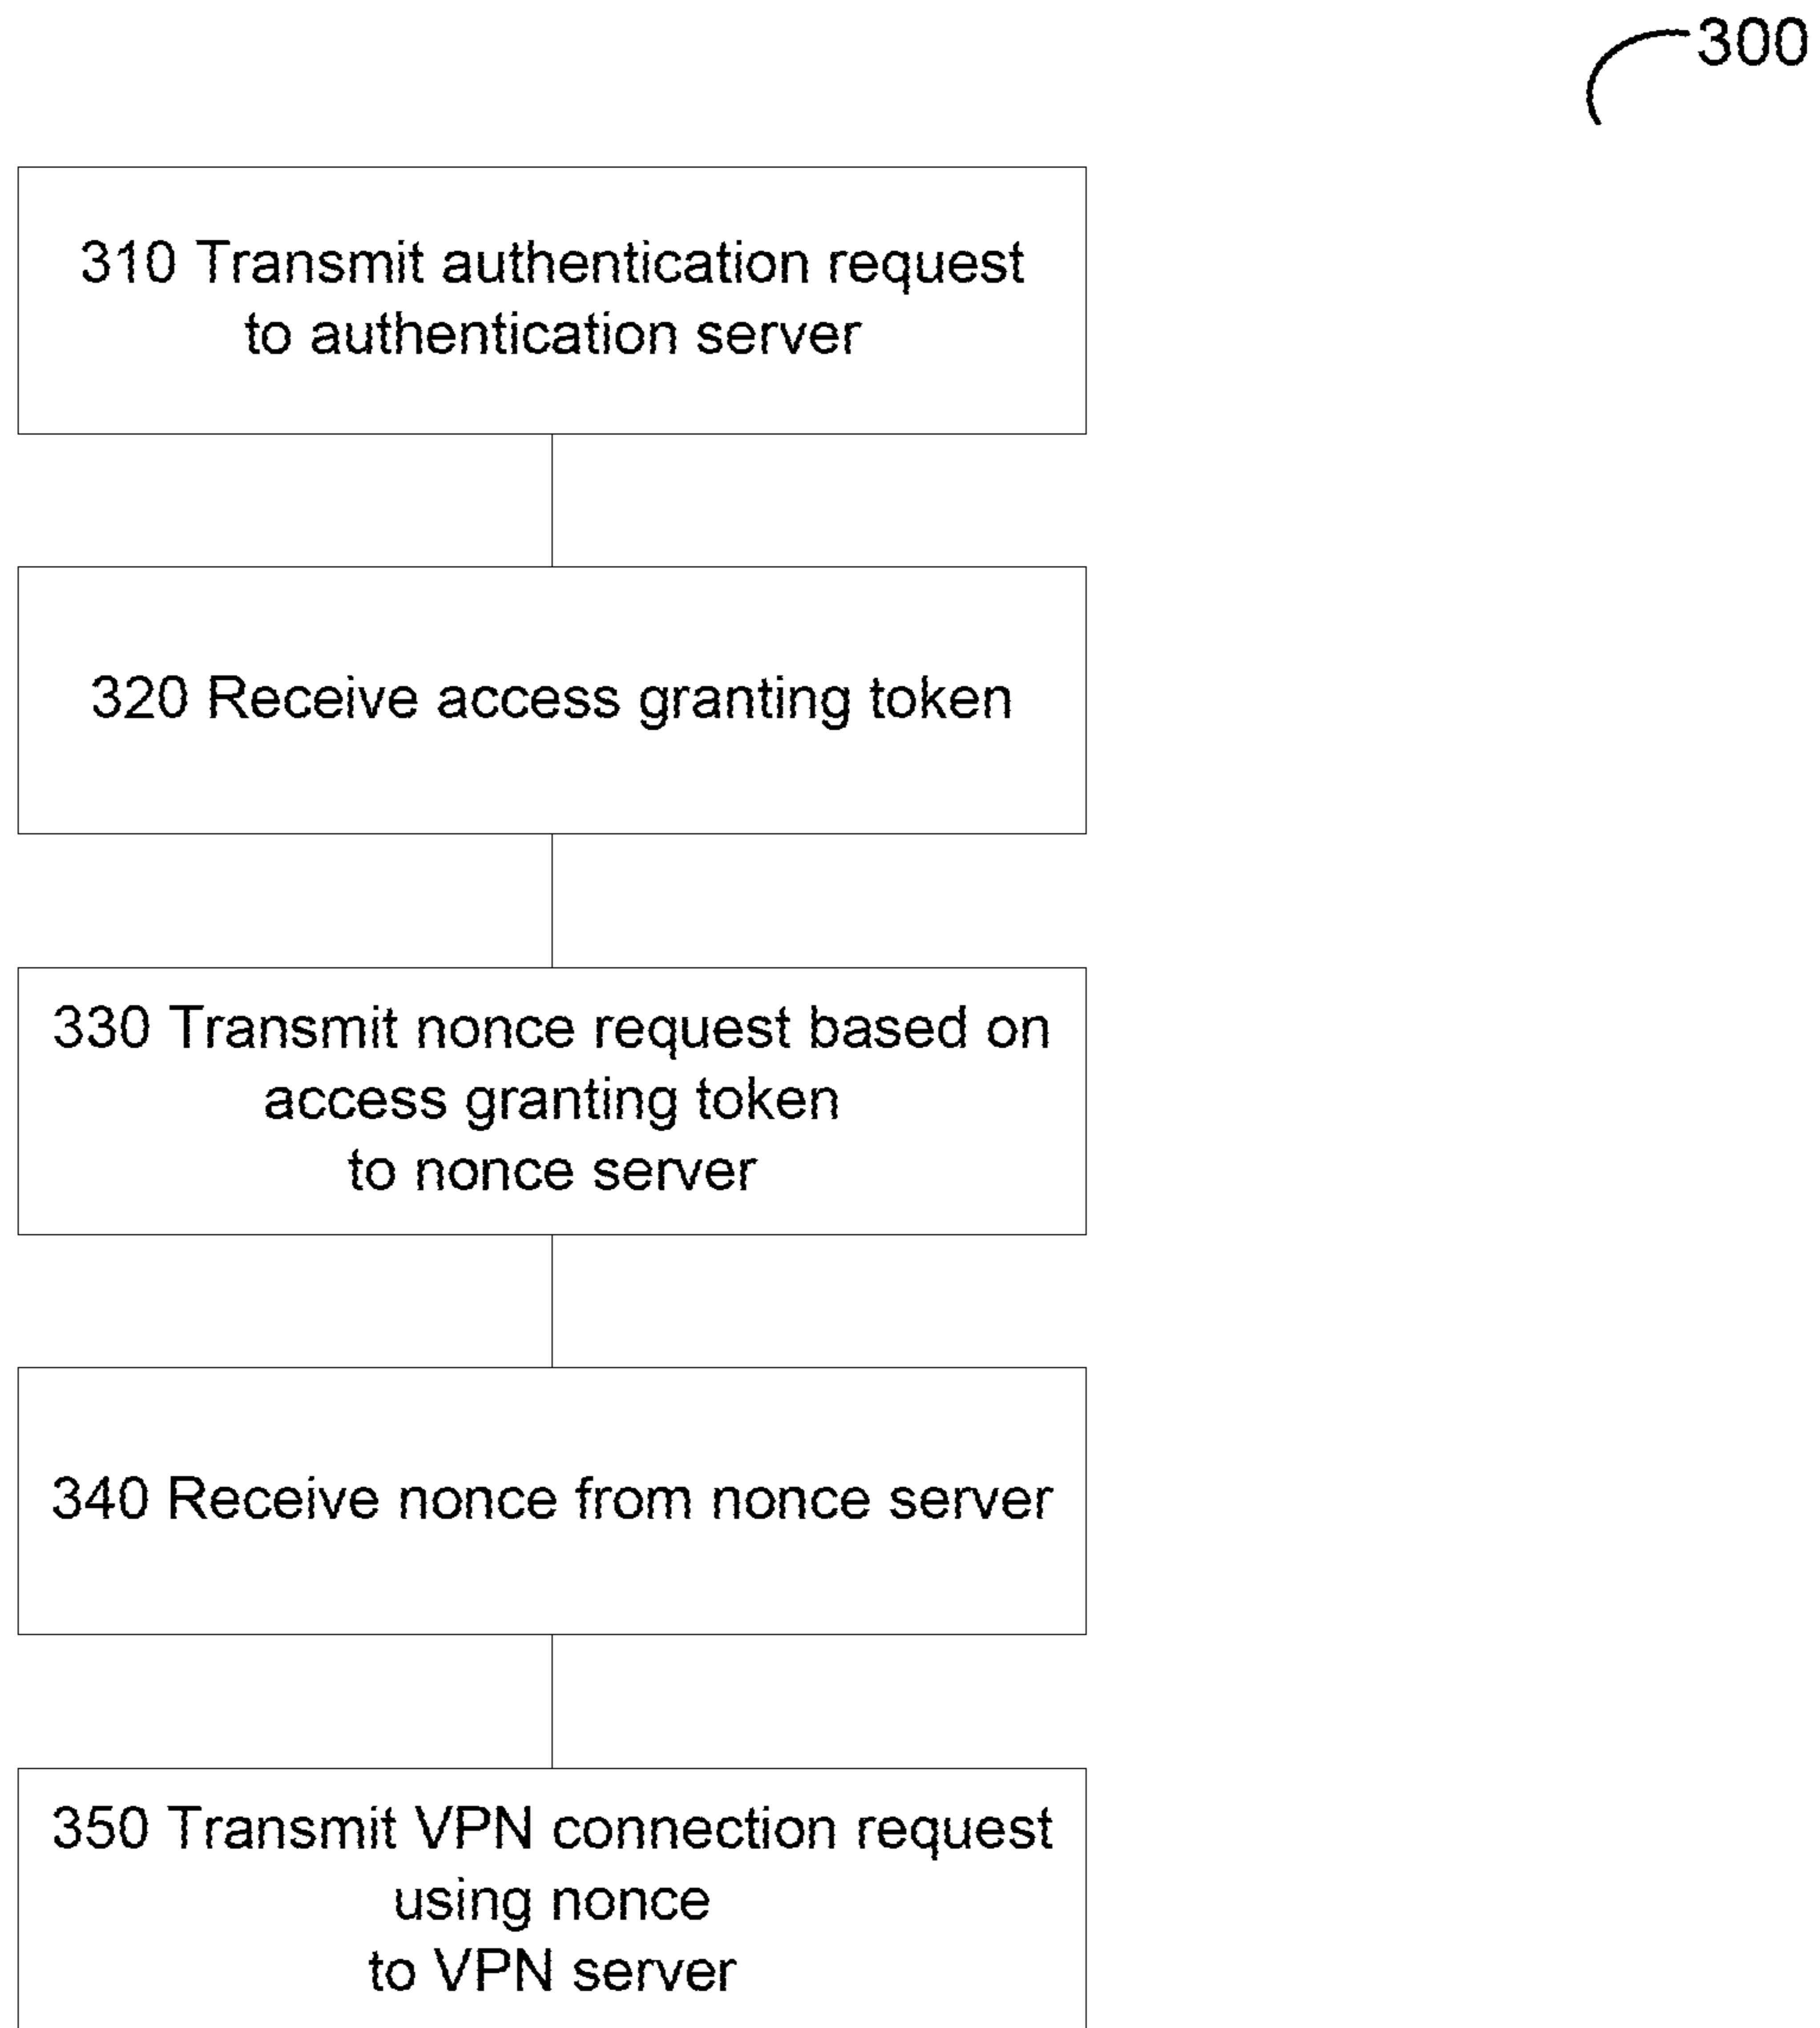 300
310 Transmit authentication request
to authentication server
320 Receive access granting token
330 Transmit nonce request based on
access granting token
to nonce server
340 Receive nonce from nonce server
350 Transmit VPN connection request
using nonce
to VPN server